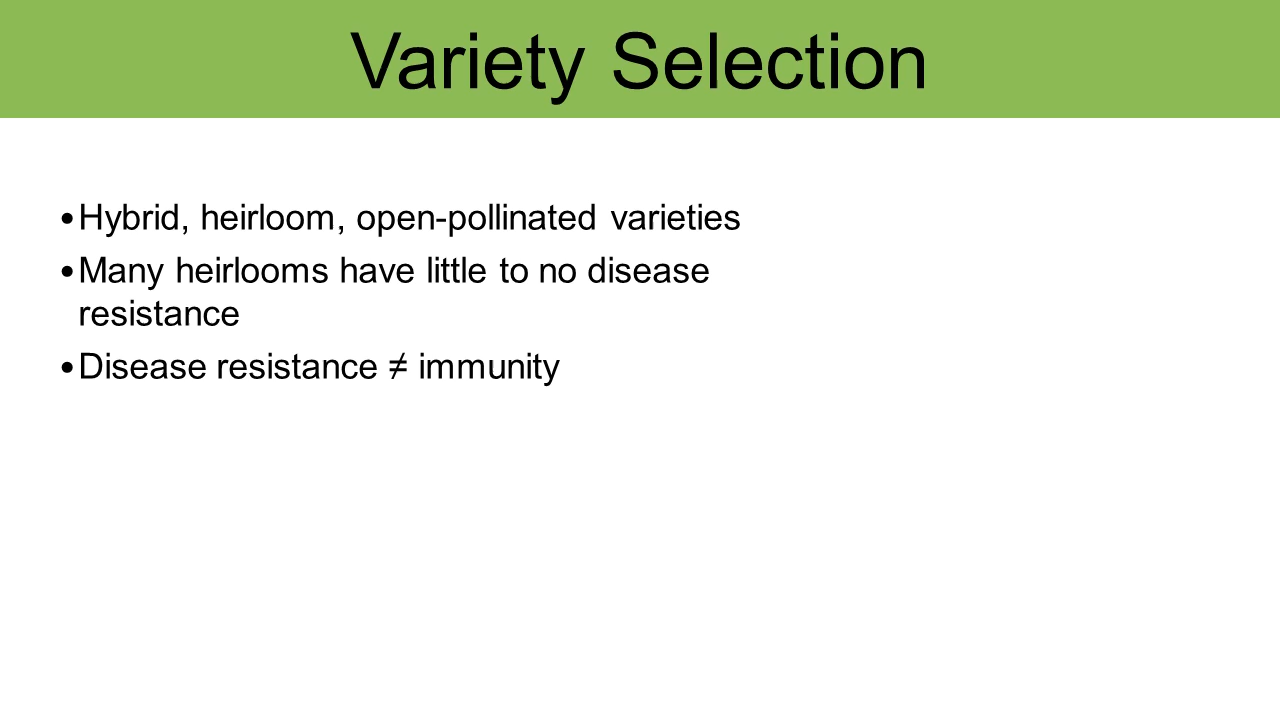 Variety Selection
•Hybrid, heirloom, open-pollinated varieties
•Many heirlooms have little to no disease
resistance
•Disease resistance ≠ immunity